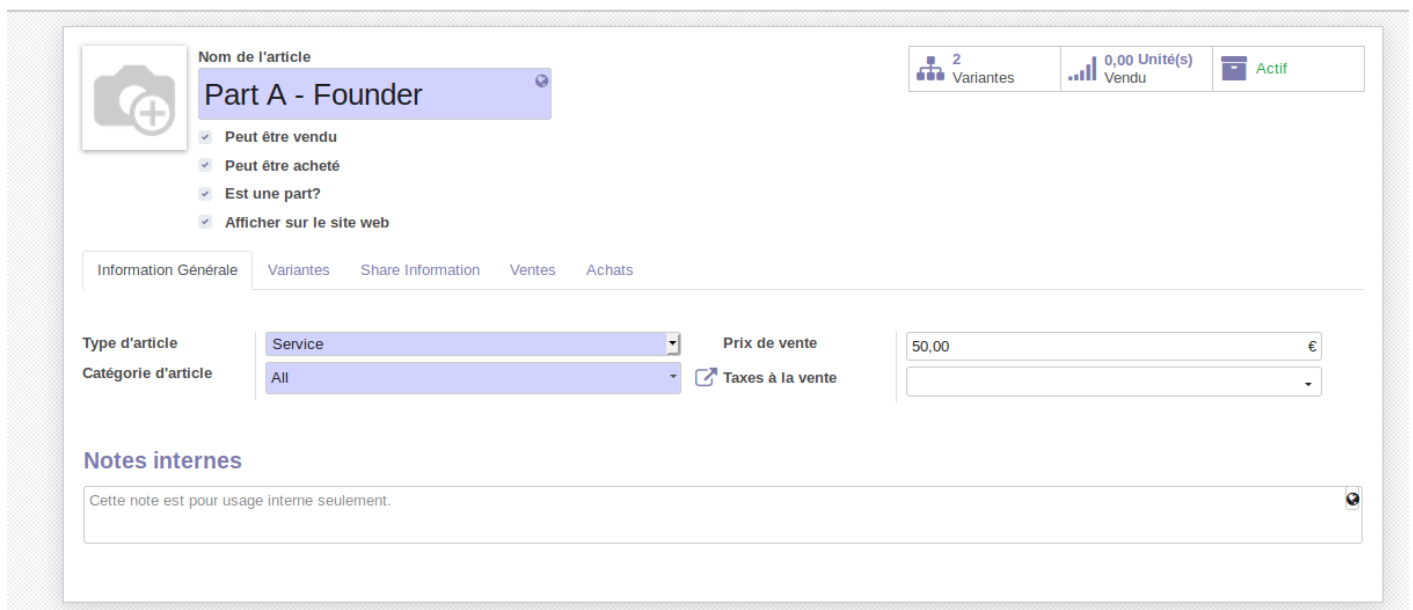 Nom de l'article
Part A - Founder
2
Variantes
0,00 Unité(s)
Vendu
Actif
Peut être vendu
Peut être acheté
Est une part?
Afficher sur le site web
Information Générale Variantes Share Information Ventes Achats
Type d'article Service Prix de vente 50,00 €
Catégorie d'article All Taxes à la vente
Notes internes
Cette note est pour usage interne seulement.